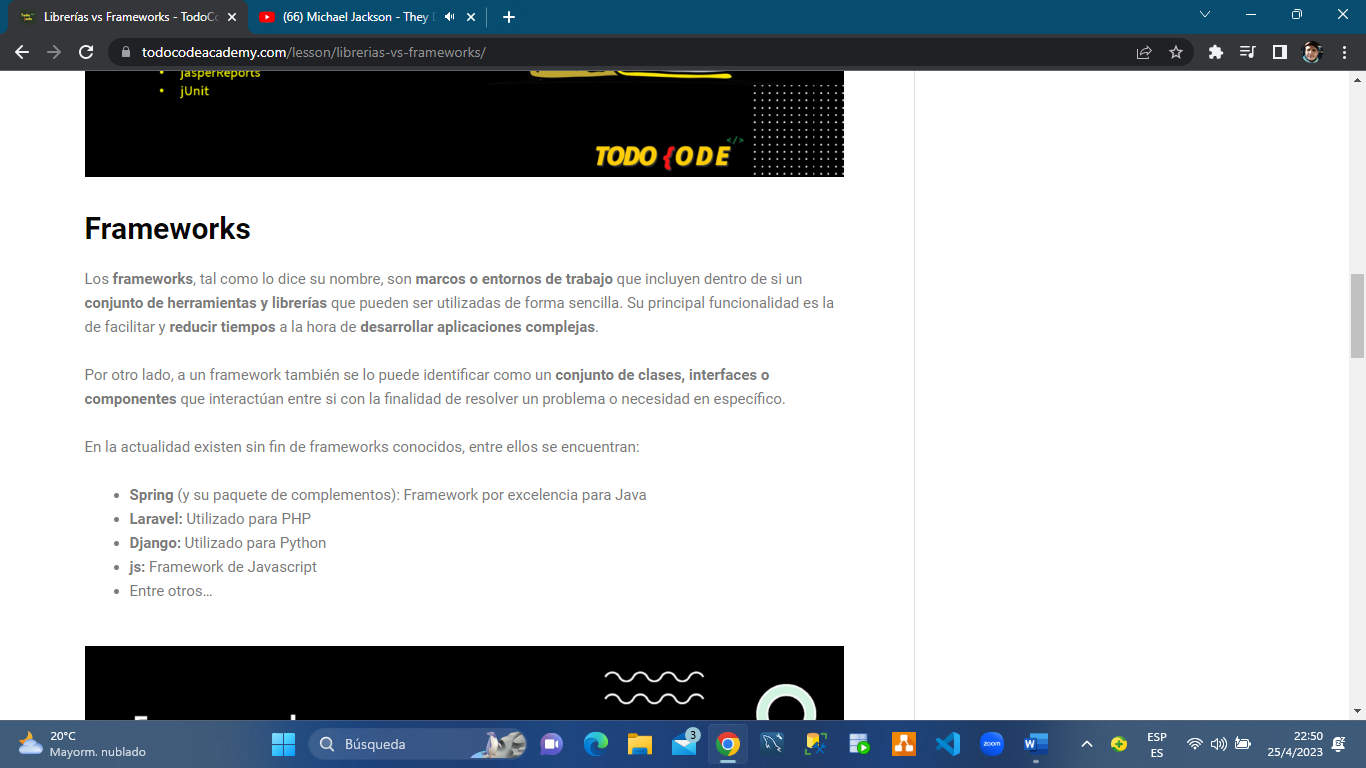 Librerías vs Frameworks - TodoCo
(66) Michael Jackson - They D
todocodeacademy.com/lesson/librerias-vs-frameworks/
• jasperReports
• jUnit
</>
TODO {ODE
Frameworks
Los frameworks, tal como lo dice su nombre, son marcos o entornos de trabajo que incluyen dentro de si un
conjunto de herramientas y librerías que pueden ser utilizadas de forma sencilla. Su principal funcionalidad es la
de facilitar y reducir tiempos a la hora de desarrollar aplicaciones complejas.
Por otro lado, a un framework también se lo puede identificar como un conjunto de clases, interfaces o
componentes que interactúan entre si con la finalidad de resolver un problema o necesidad en específico.
En la actualidad existen sin fin de frameworks conocidos, entre ellos se encuentran:
• Spring (y su paquete de complementos): Framework por excelencia para Java
• Laravel: Utilizado para PHP
• Django: Utilizado para Python
• js: Framework de Javascript
• Entre otros…
20°C
Mayorm. nublado
Búsqueda
3
zoom
ESP
ES
22:50
25/4/2023